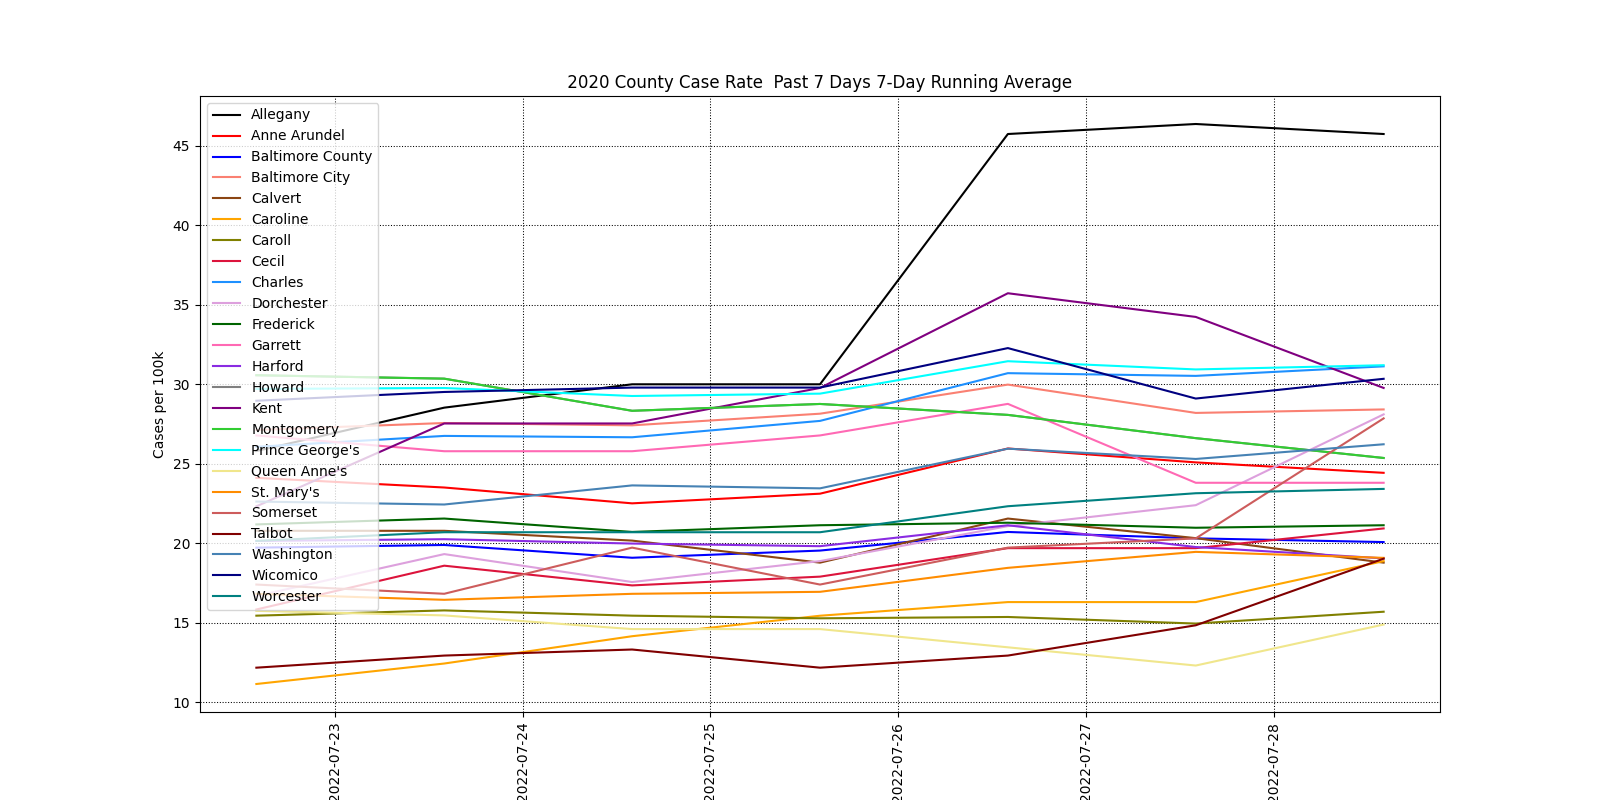 2020 County Case Rate  Past 7 Days 7-Day Running Average
Cases per 100k
45
40
35
30
25
20
15
10
Allegany
Anne Arundel
Baltimore County
Baltimore City
Calvert
Caroline
Caroll
Cecil
Charles
Dorchester
Frederick
Garrett
Harford
Howard
Kent
Montgomery
Prince George's
Queen Anne's
St. Mary's
Somerset
Talbot
Washington
Wicomico
Worcester
2022-07-23
2022-07-24
2022-07-25
2022-07-26
2022-07-27
2022-07-28